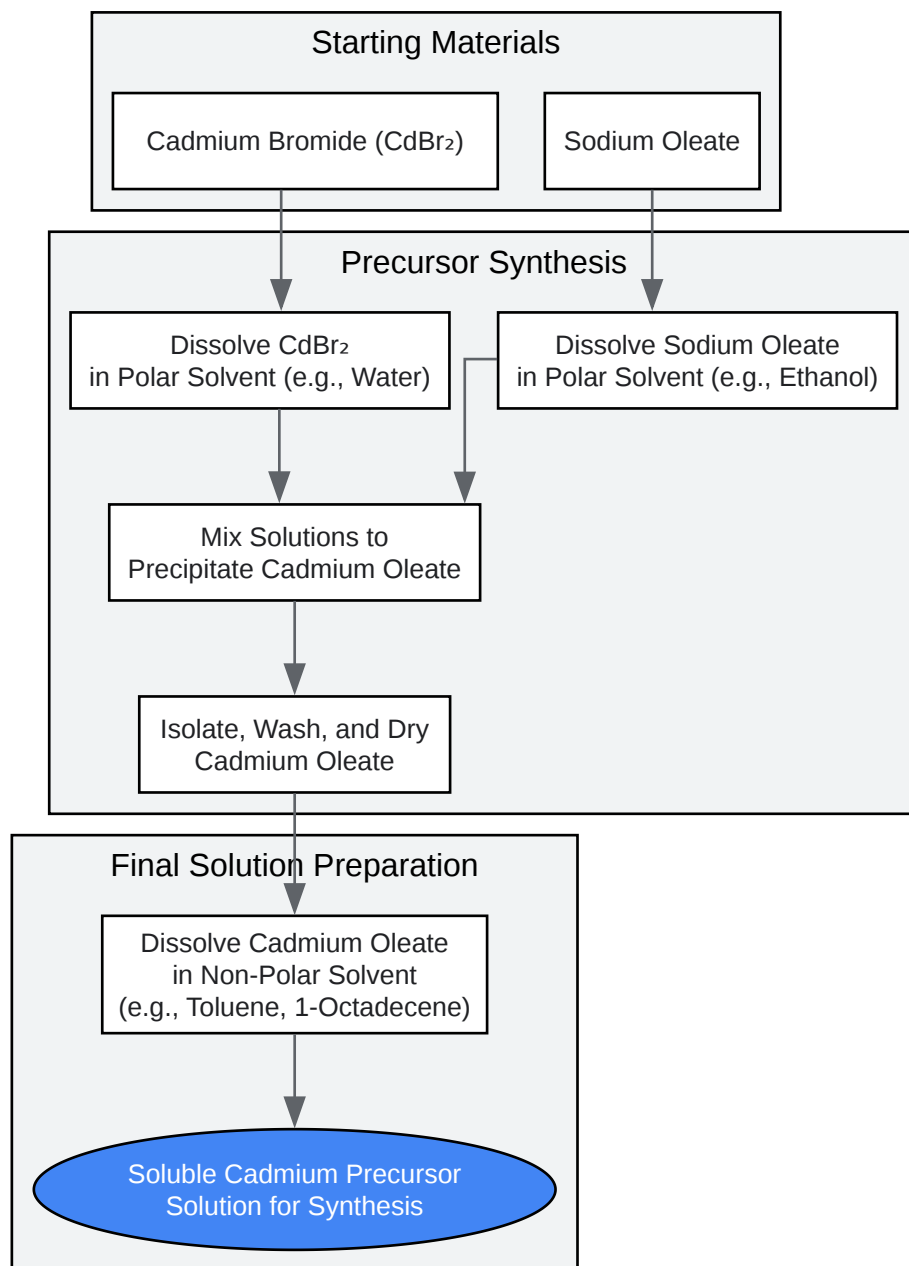 Starting Materials
Cadmium Bromide (CdBr₂)
Sodium Oleate
Precursor Synthesis
Dissolve CdBr₂
in Polar Solvent (e.g., Water)
Dissolve Sodium Oleate
in Polar Solvent (e.g., Ethanol)
Mix Solutions to
Precipitate Cadmium Oleate
Isolate, Wash, and Dry
Cadmium Oleate
Final Solution Preparation
Dissolve Cadmium Oleate
in Non-Polar Solvent
(e.g., Toluene, 1-Octadecene)
Soluble Cadmium Precursor
Solution for Synthesis